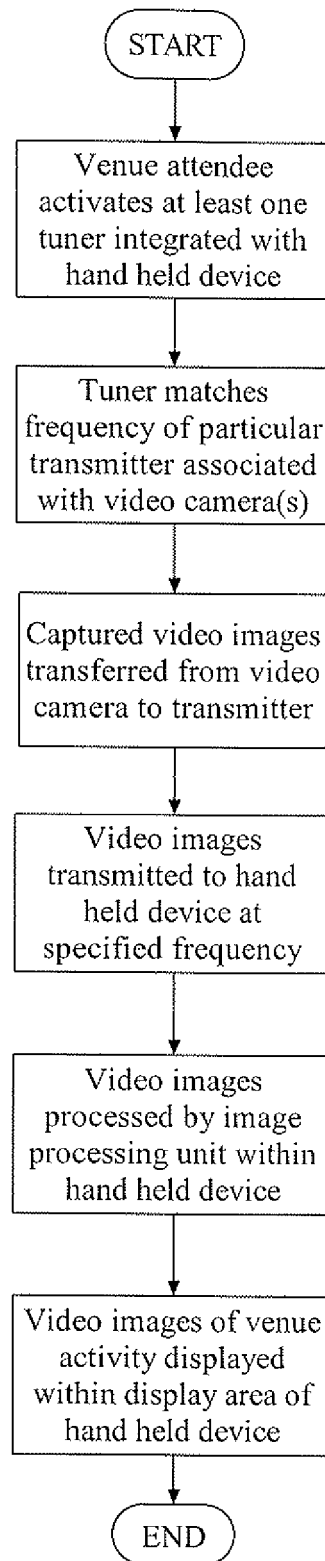 START
Venue attendee
activates at least one
tuner integrated with
hand held device
Tuner matches
frequency of particular
transmitter associated
with video camera(s)
Captured video images
transferred from video
camera to transmitter
Video images
transmitted to hand
held device at
specified frequency
Video images
processed by image
processing unit within
hand held device
Video images of venue
activity displayed
within display area of
hand held device
END